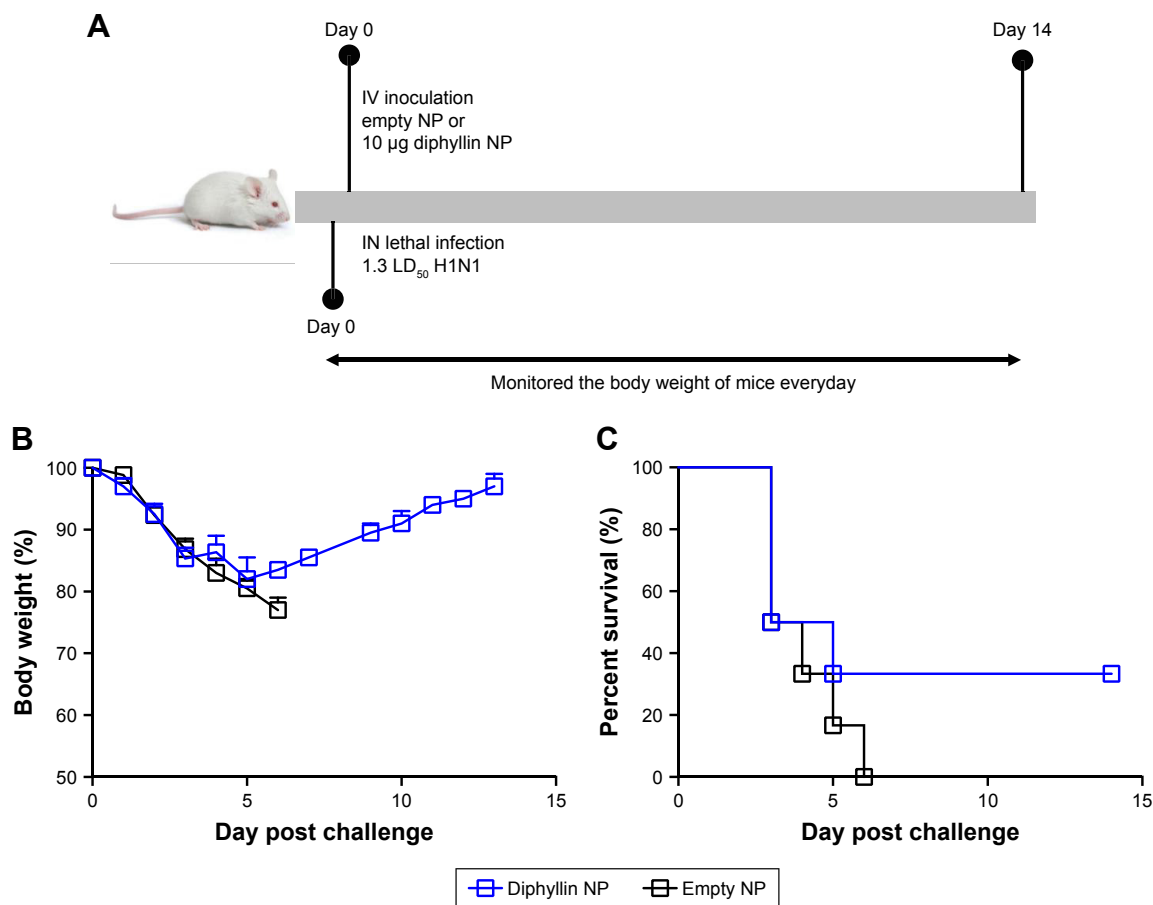 A
Day 0
Day 14
IV inoculation
empty NP or
10 µg diphyllin NP
IN lethal infection
1.3 LD50 H1N1
Day 0
Monitored the body weight of mice everyday
B
100
90
80
70
60
50
0
5
10
15
Body weight (%)
Day post challenge
C
100
80
60
40
20
0
0
5
10
15
Percent survival (%)
Day post challenge
Diphyllin NP
Empty NP